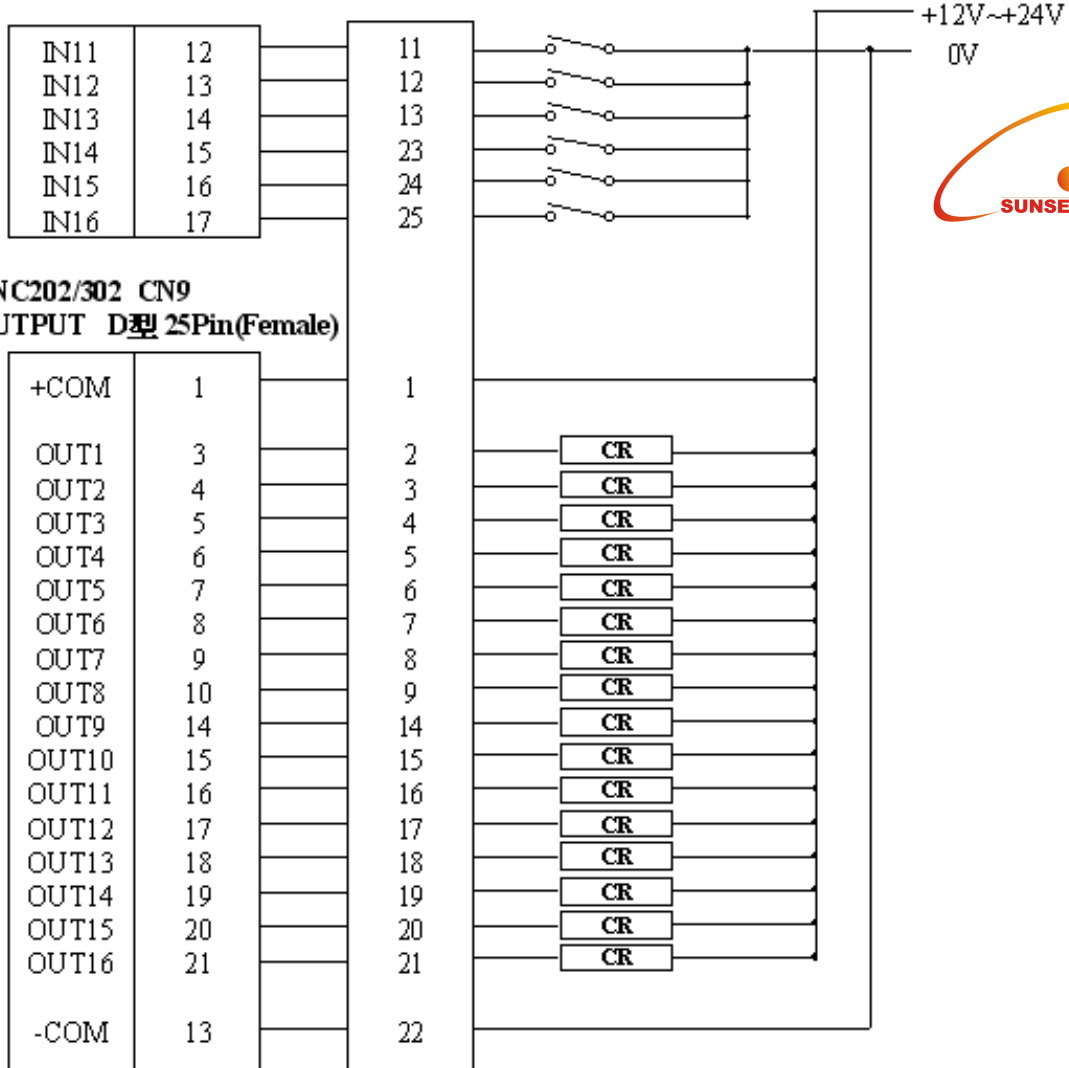 +12V~+24V
IN11 12 11 0V
IN12 13 12
IN13 14 13
IN14 15 23
IN15 16 24
IN16 17 25
SUNSE
NC202/302 CN9
UTPUT D型 25Pin(Female)
+COM 1 1
OUT1 3 2 CR
OUT2 4 3 CR
OUT3 5 4 CR
OUT4 6 5 CR
OUT5 7 6 CR
OUT6 8 7 CR
OUT7 9 8 CR
OUT8 10 9 CR
OUT9 14 14 CR
OUT10 15 15 CR
OUT11 16 16 CR
OUT12 17 17 CR
OUT13 18 18 CR
OUT14 19 19 CR
OUT15 20 20 CR
OUT16 21 21 CR
-COM 13 22